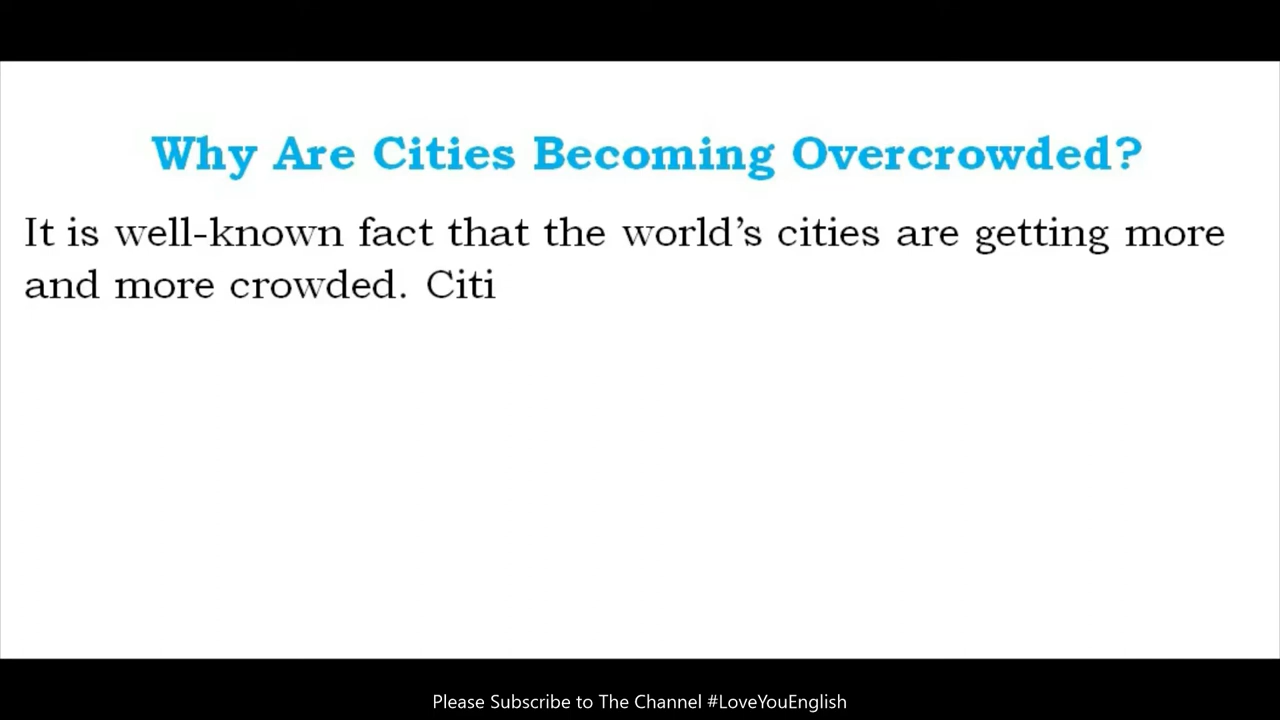 Why Are Cities Becoming Overcrowded?
It is well-known fact that the world’s cities are getting more
and more crowded. Citi
Please Subscribe to The Channel #LoveYouEnglish